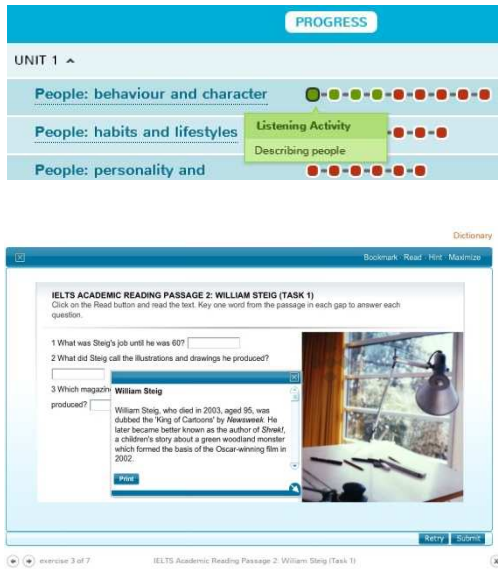 PROGRESS
UNIT 1
People: behaviour and character
People: habits and lifestyles
Listening Activity
Describing people
People: personality and
Dictionary
Bookmark Read Hint Maximize
IELTS ACADEMIC READING PASSAGE 2: WILLIAM STEIG (TASK 1)
Click on the Read button and read the text. Key one word from the passage in each gap to answer each
question.
1 What was Steig's job until he was 60?
2 What did Steig call the illustrations and drawings he produced?
3 Which magazin
produced?
William Steig
William Steig, who died in 2003, aged 95, was
dubbed the 'King of Cartoons' by Newsweek. He
later became better known as the author of Shrek!,
a children's story about a green woodland monster
which formed the basis of the Oscar-winning film in
2002.
Print
Retry Submit
exercise 3 of 7
IELTS Academic Reading Passage 2: William Steig (Task 1)